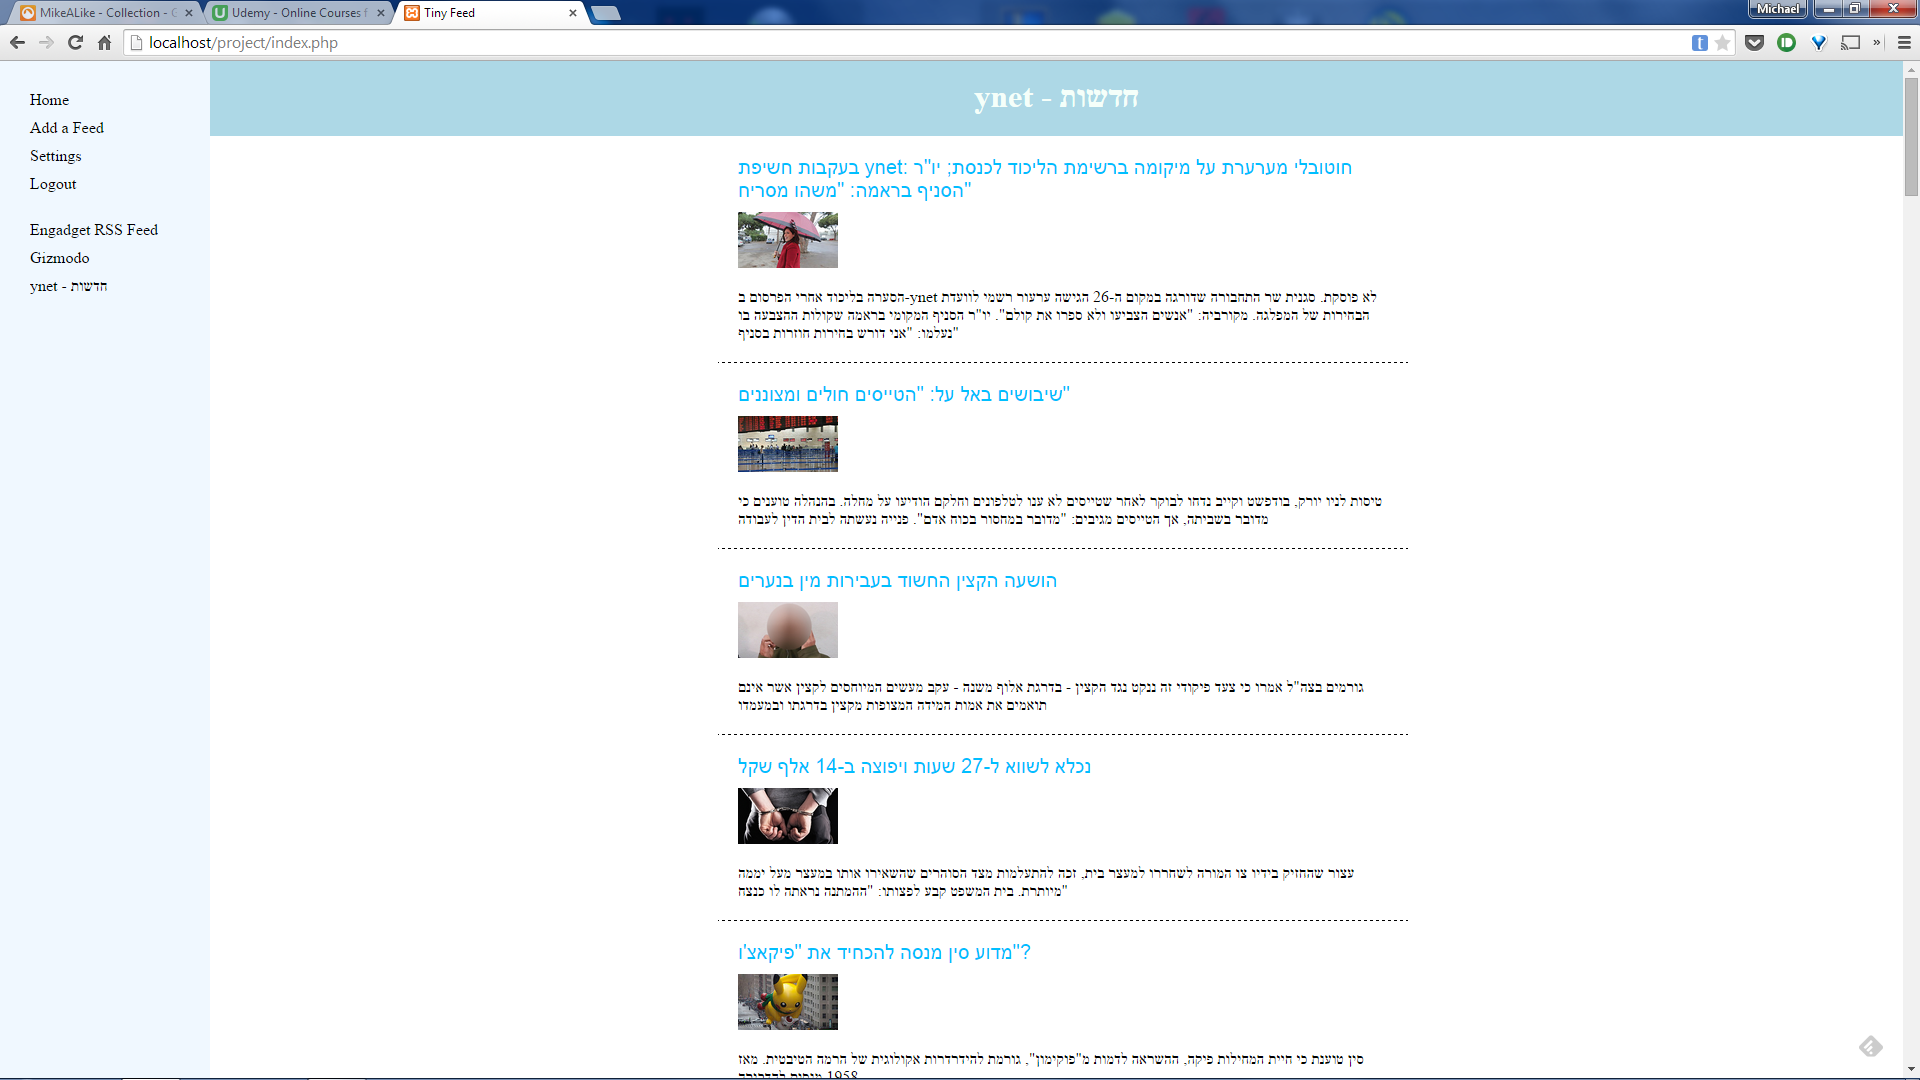 MikeALike - Collection - G
Udemy - Online Courses f
Tiny Feed
Michael
localhost/project/index.php
Home
Add a Feed
Settings
Logout
Engadget RSS Feed
Gizmodo
ynet - חדשות
ynet - חדשות
בעקבות חשיפת ynet: חוטובלי מערערת על מיקומה ברשימת הליכוד לכנסת; יו"ר
הסניף בראמה: "משהו מסריח"
הסערה בליכוד אחרי הפרסום ב-ynet לא פוסקת. סגנית שר התחבורה שדורגה במקום ה-26 הגישה ערעור רשמי לוועדת
הבחירות של המפלגה. מקורביה: "אנשים הצביעו ולא ספרו את קולם". יו"ר הסניף המקומי בראמה שקולות ההצבעה בו
נעלמו: "אני דורש בחירות חוזרות בסניף"
שיבושים באל על: "הטייסים חולים ומצוננים"
טיסות לניו יורק, בודפשט וקייב נדחו לבוקר לאחר שטייסים לא ענו לטלפונים וחלקם הודיעו על מחלה. בהנהלה טוענים כי
מדובר בשביתה, אך הטייסים מגיבים: "מדובר במחסור בכוח אדם". פנייה נעשתה לבית הדין לעבודה
הושעה הקצין החשוד בעבירות מין בנערים
גורמים בצה"ל אמרו כי צעד פיקודי זה ננקט נגד הקצין - בדרגת אלוף משנה - עקב מעשים המיוחסים לקצין אשר אינם
תואמים את אמות המידה המצופות מקצין בדרגתו ובמעמדו
נכלא לשווא ל-27 שעות ויפוצה ב-14 אלף שקל
עצור שהחזיק בידיו צו המורה לשחררו למעצר בית, זכה להתעלמות מצד הסוהרים שהשאירו אותו במעצר מעל יממה
מיותרת. בית המשפט קבע לפצותו: "ההמתנה נראתה לו כנצח"
מדוע סין מנסה להכחיד את "פיקאצ'ו"?
סין טוענת כי חיית המחילות פיקה, ההשראה לדמות מ"פוקימון", גורמת להידרדרות אקולוגית של הרמה הטיבטית. מאז
1958